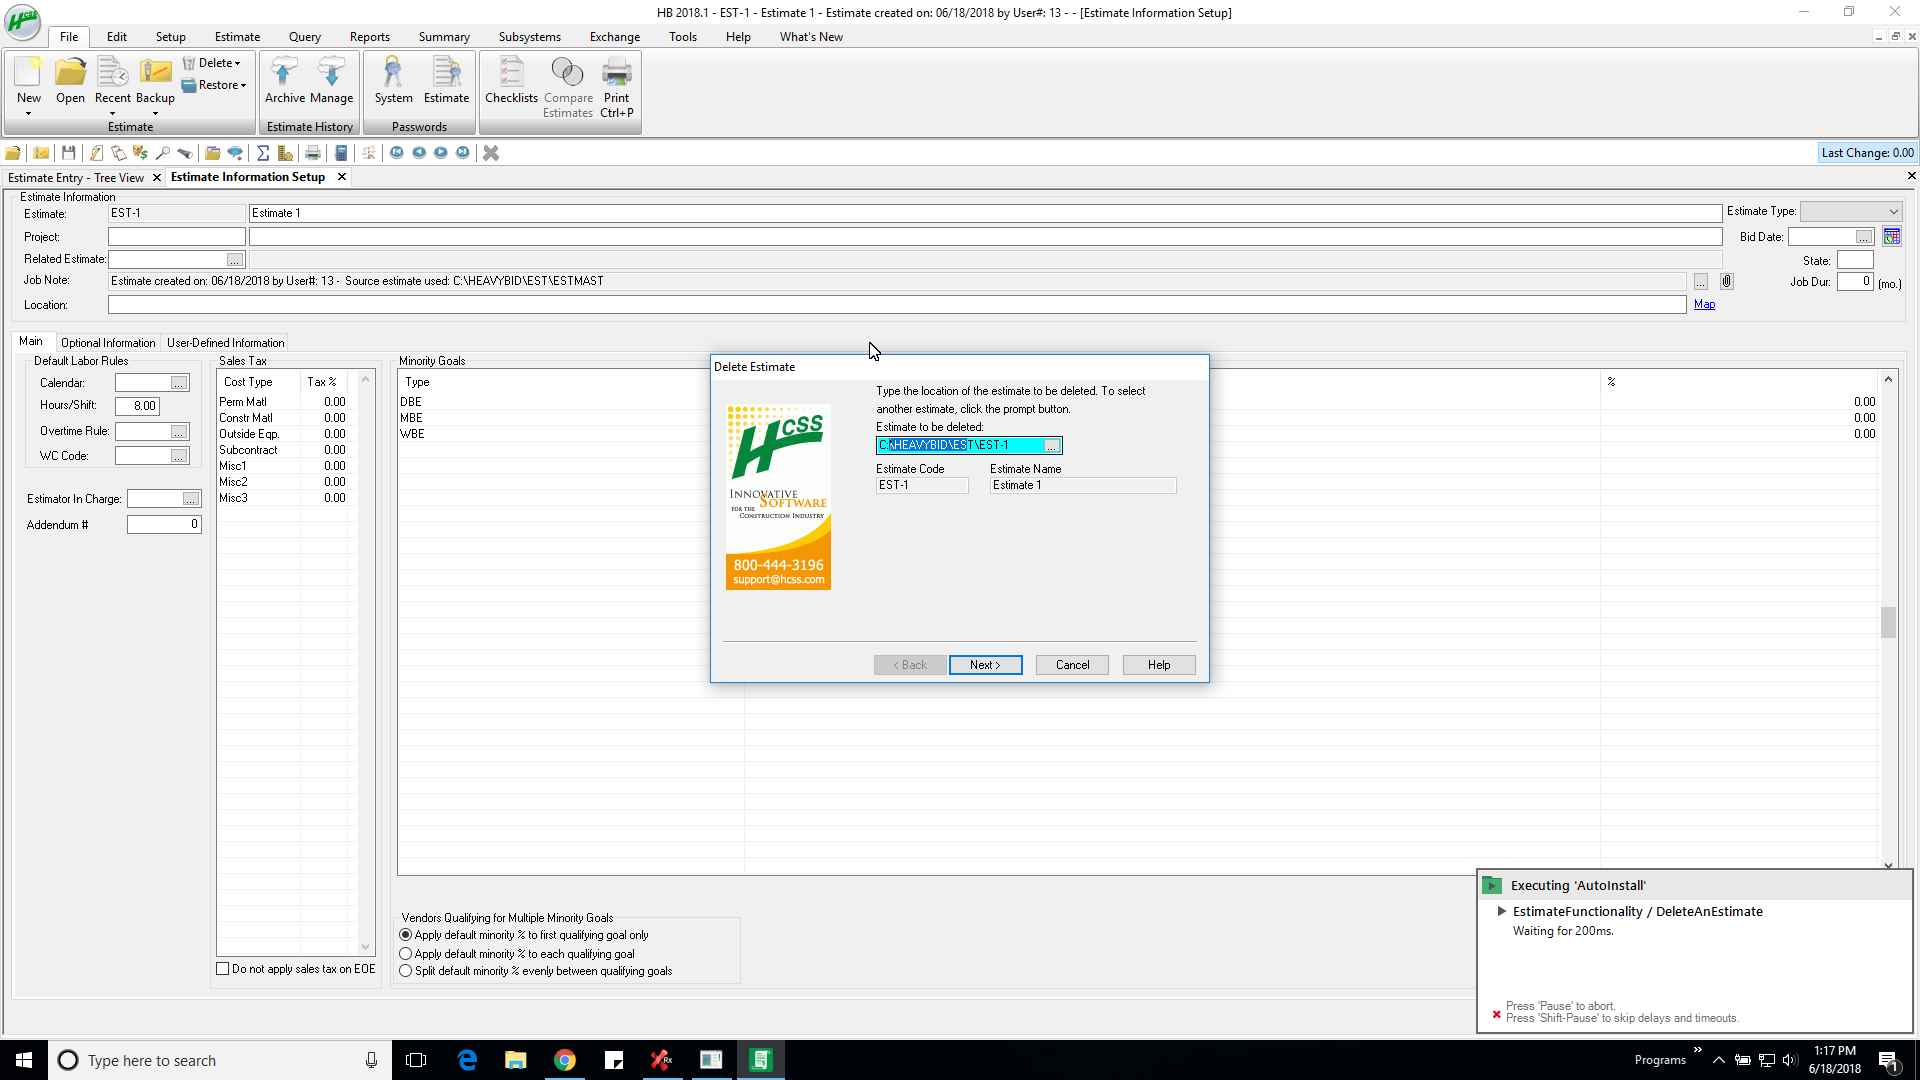 HB 2018.1 - EST-1 - Estimate 1 - Estimate created on: 06/18/2018 by User#: 13 - - [Estimate Information Setup]
HCSS
File Edit Setup Estimate Query Reports Summary Subsystems Exchange Tools Help What's New
New Open Recent Backup Delete Restore
Estimate
Archive Manage
Estimate History
System Estimate
Passwords
Checklists Compare Estimates Print Ctrl+P
Last Change: 0.00
Estimate Entry - Tree View
Estimate Information Setup
Estimate Information
Estimate: EST-1 Estimate 1 Estimate Type:
Project: Bid Date: ...
Related Estimate: ... State:
Job Note: Estimate created on: 06/18/2018 by User#: 13 - Source estimate used: C:\HEAVYBID\EST\ESTMAST ... Job Dur: 0 (mo.)
Location: Map
Main Optional Information User-Defined Information
Default Labor Rules
Calendar: ...
Hours/Shift: 8.00
Overtime Rule: ...
WC Code: ...
Estimator In Charge: ...
Addendum # 0
Sales Tax
Cost Type Tax %
Perm Matl 0.00
Constr Matl 0.00
Outside Eqp. 0.00
Subcontract 0.00
Misc1 0.00
Misc2 0.00
Misc3 0.00
Do not apply sales tax on EOE
Minority Goals
Type %
DBE 0.00
MBE 0.00
WBE 0.00
Delete Estimate
Type the location of the estimate to be deleted. To select
another estimate, click the prompt button.
Estimate to be deleted:
C:\HEAVYBID\EST\EST-1 ...
Estimate Code Estimate Name
EST-1 Estimate 1
HCSS
INNOVATIVE
SOFTWARE
FOR THE
CONSTRUCTION INDUSTRY
800-444-3196
support@hcss.com
< Back Next > Cancel Help
Vendors Qualifying for Multiple Minority Goals
Apply default minority % to first qualifying goal only
Apply default minority % to each qualifying goal
Split default minority % evenly between qualifying goals
Executing 'AutoInstall'
EstimateFunctionality / DeleteAnEstimate
Waiting for 200ms.
Press 'Pause' to abort.
Press 'Shift-Pause' to skip delays and timeouts.
Type here to search
Programs
1:17 PM
6/18/2018
1